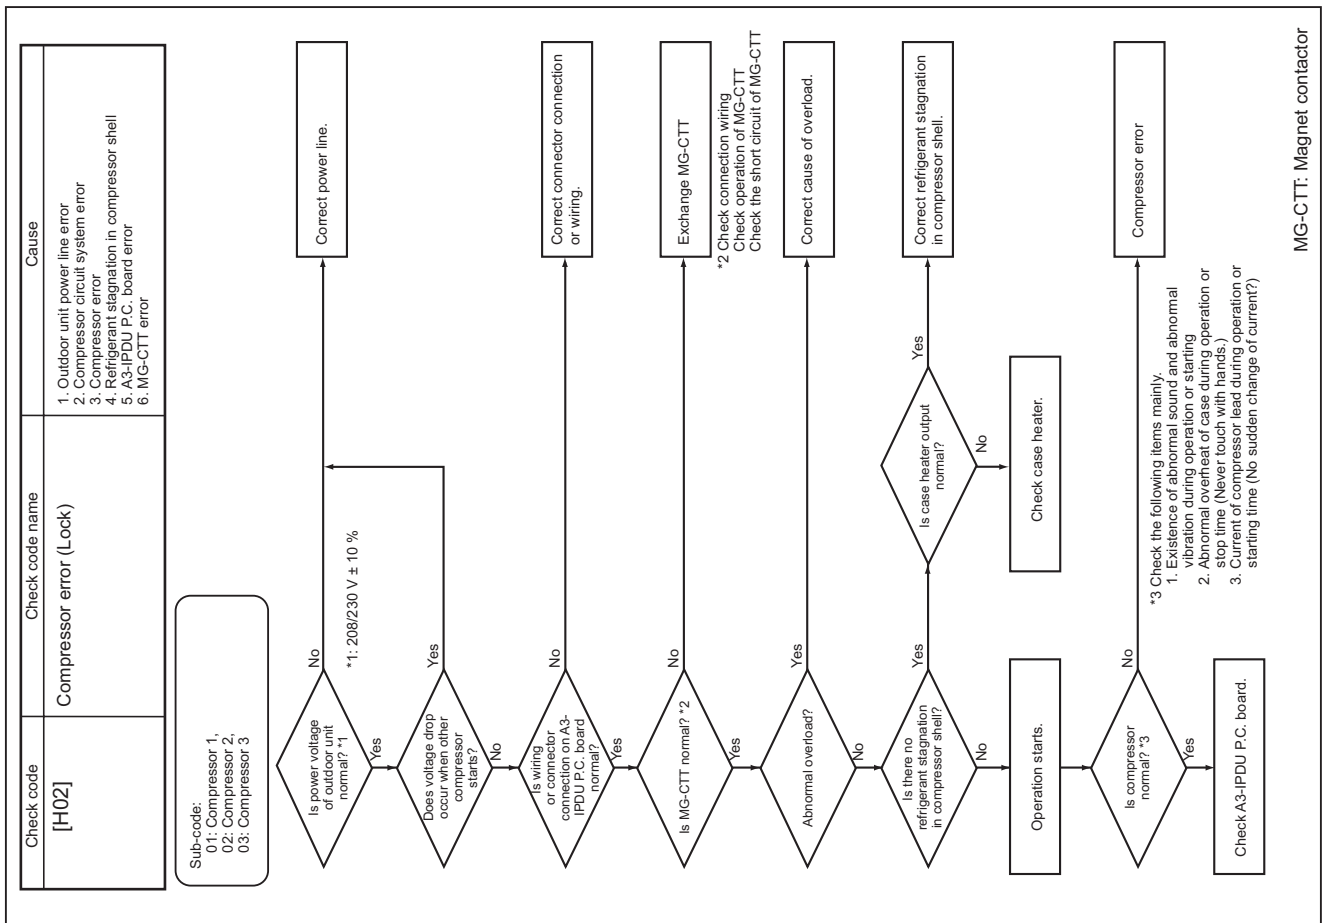 Check code
Check code name
Cause
[H02]
Compressor error (Lock)
1. Outdoor unit power line error
2. Compressor circuit system error
3. Compressor error
4. Refrigerant stagnation in compressor shell
5. A3-IPDU P.C. board error
6. MG-CTT error
Sub-code:
01: Compressor 1,
02: Compressor 2,
03: Compressor 3
Is power voltage
of outdoor unit
normal? *1
No
Correct power line.
*1: 208/230 V ± 10 %
Yes
Does voltage drop
occur when other
compressor
starts?
Yes
No
Is wiring
or connector
connection on A3-
IPDU P.C. board
normal?
No
Correct connector connection
or wiring.
Yes
Is MG-CTT normal? *2
No
Exchange MG-CTT
*2 Check connection wiring
Check operation of MG-CTT
Check the short circuit of MG-CTT
Yes
Abnormal overload?
Yes
Correct cause of overload.
No
Is there no
refrigerant stagnation
in compressor shell?
Yes
Is case heater output
normal?
Yes
Correct refrigerant stagnation
in compressor shell.
No
No
Operation starts.
Check case heater.
Is compressor
normal? *3
No
Compressor error
*3 Check the following items mainly.
1. Existence of abnormal sound and abnormal
vibration during operation or starting
2. Abnormal overheat of case during operation or
stop time (Never touch with hands.)
3. Current of compressor lead during operation or
starting time (No sudden change of current?)
Yes
Check A3-IPDU P.C. board.
MG-CTT: Magnet contactor